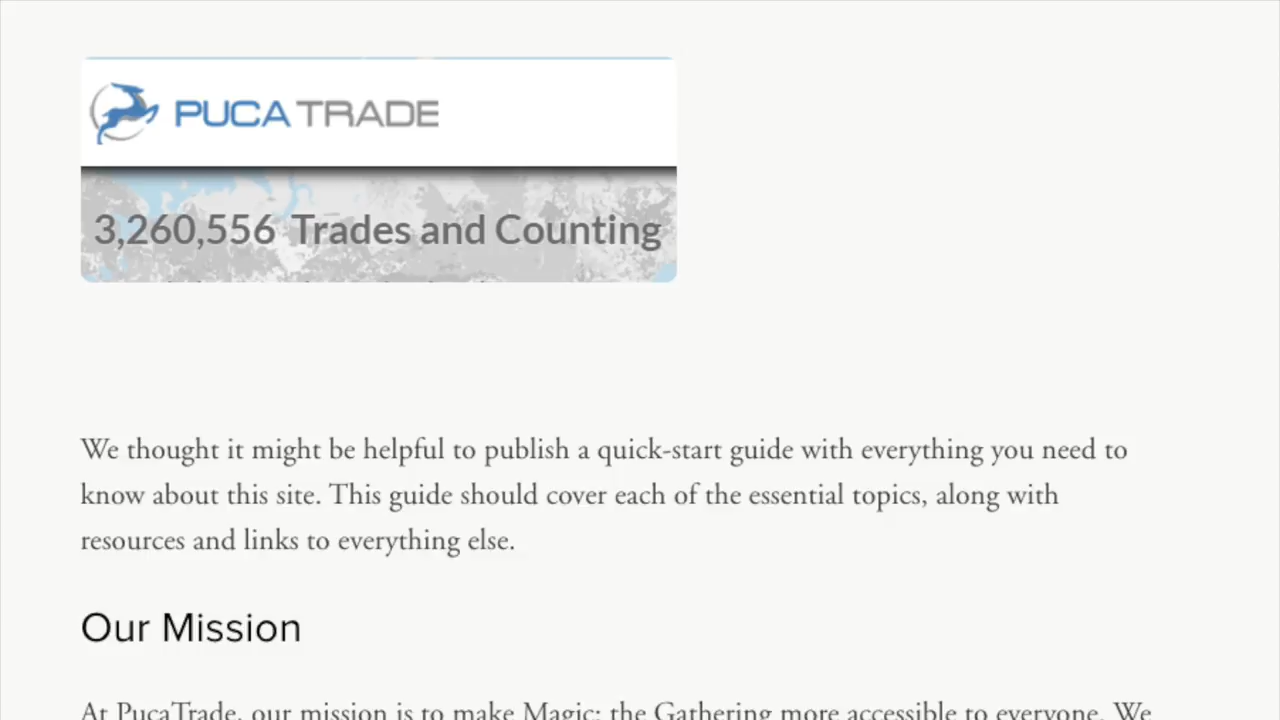 PUCATRADE
3,260,556 Trades and Counting
We thought it might be helpful to publish a quick-start guide with everything you need to
know about this site. This guide should cover each of the essential topics, along with
resources and links to everything else.
Our Mission
At PucaTrade, our mission is to make Magic: the Gathering more accessible to everyone. We